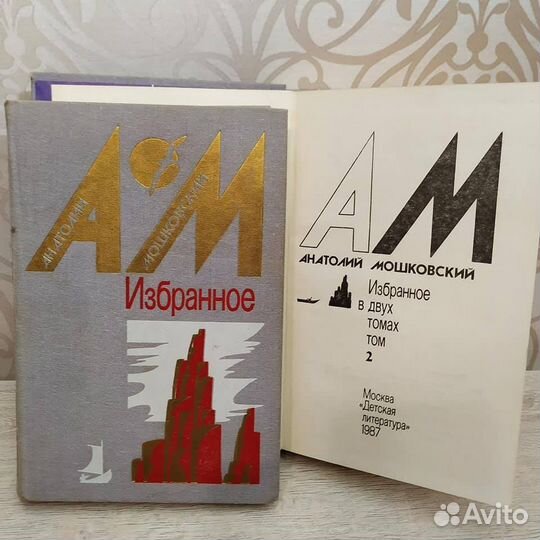 АМ
АНАТОЛИЙ
МОШКОВСКИЙ
Избранное
АМ
АНАТОЛИЙ МОШКОВСКИЙ
Избранное
в двух
томах
том
2
Москва
«Детская
литература»
1987
Avito